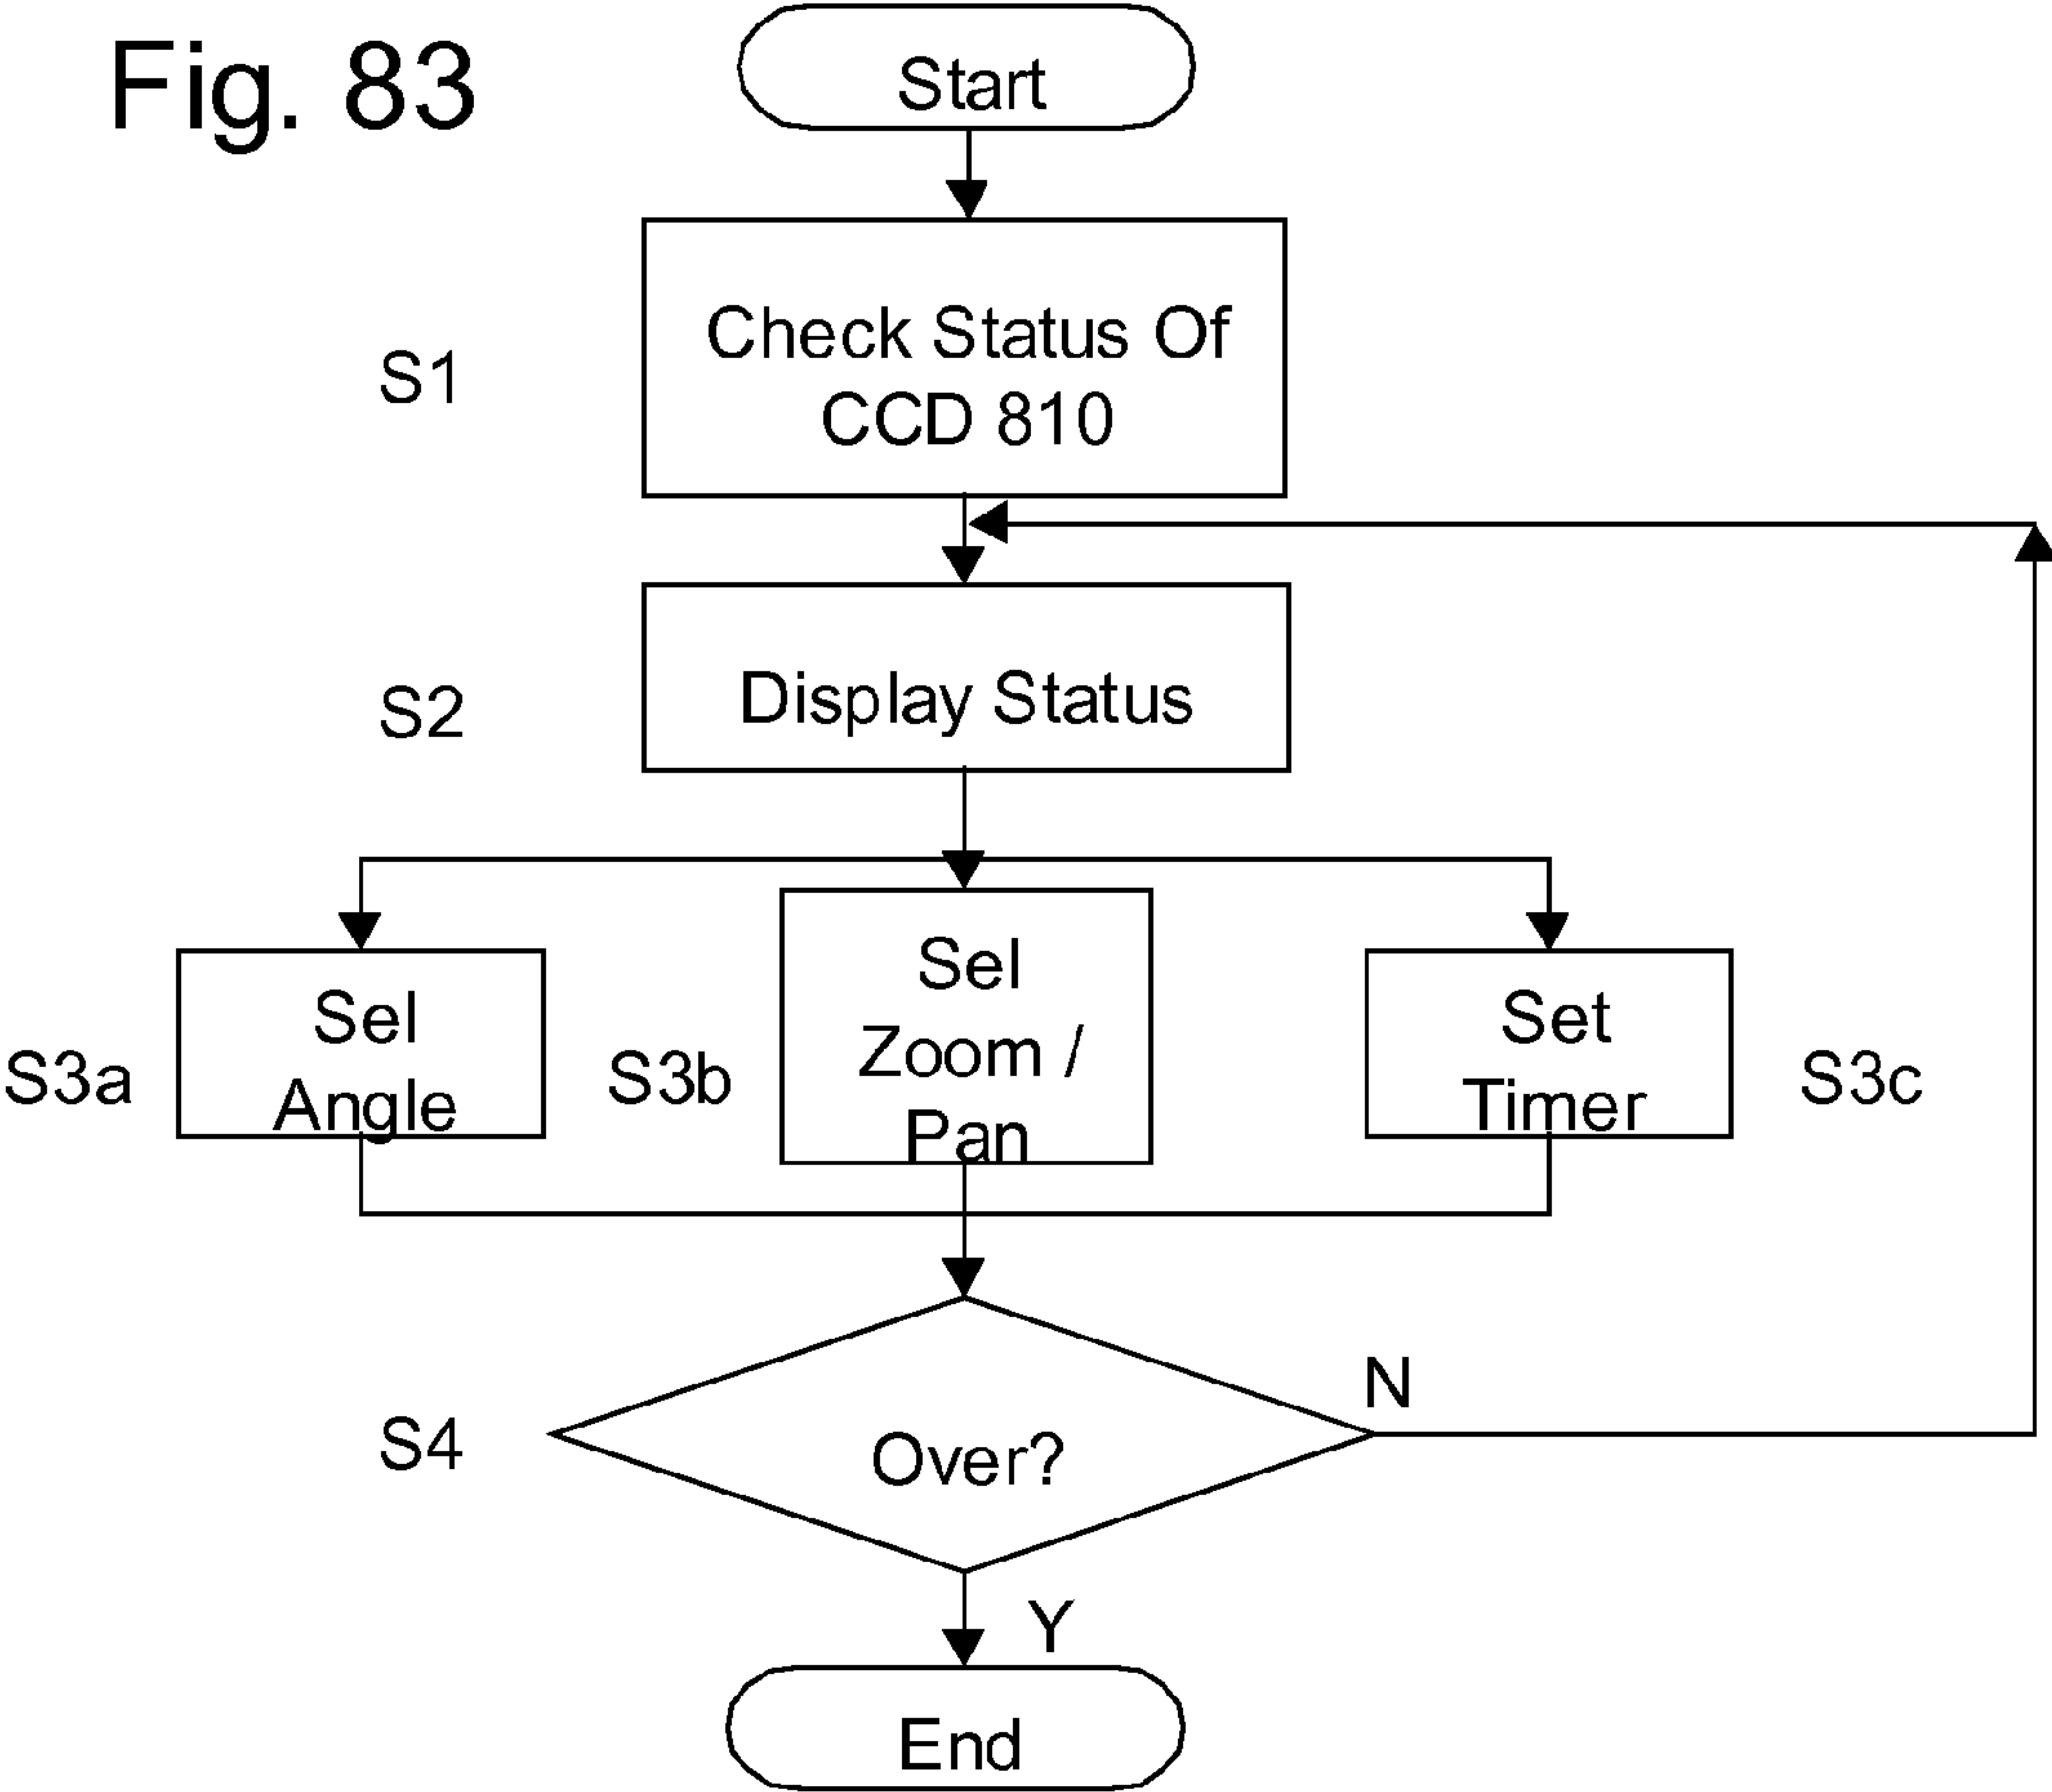 Fig. 83
Start
S1
Check Status Of
CCD 810
S2
Display Status
S3a
Sel
Angle
S3b
Sel
Zoom /
Pan
Set
Timer
S3c
S4
Over?
N
Y
End